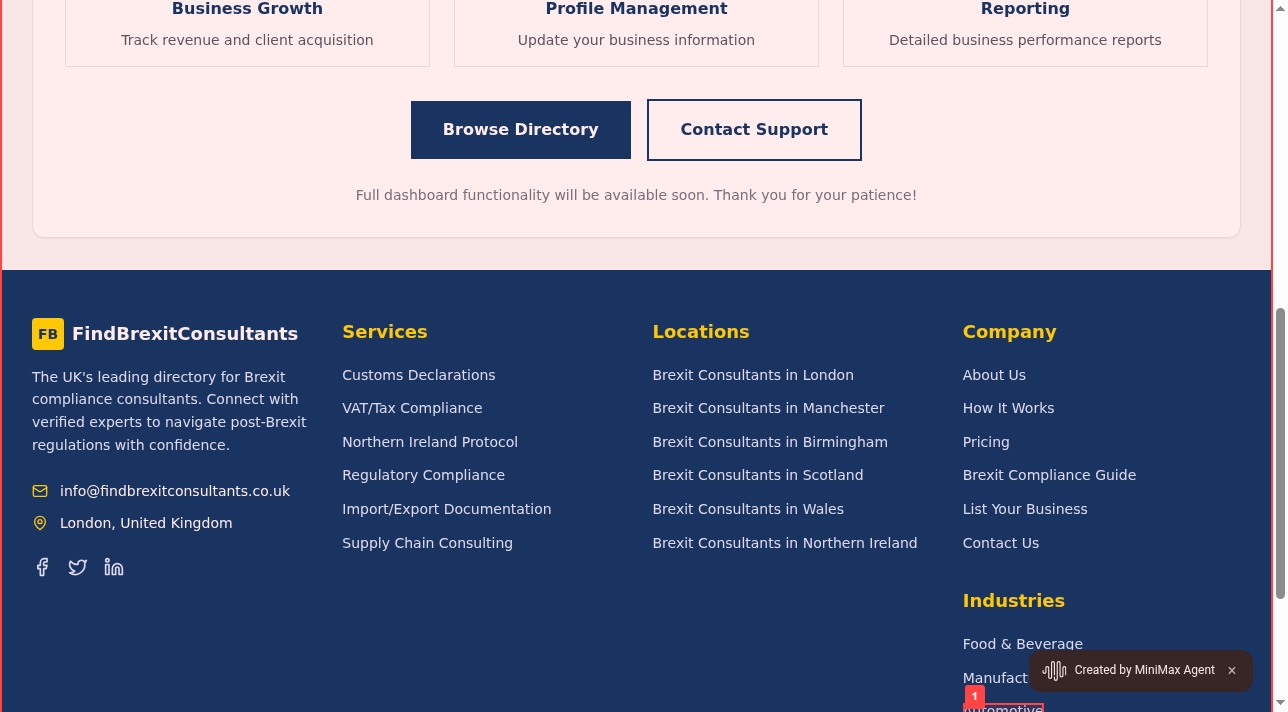 Business Growth
Track revenue and client acquisition
Profile Management
Update your business information
Reporting
Detailed business performance reports
Browse Directory
Contact Support
Full dashboard functionality will be available soon. Thank you for your patience!
FB FindBrexitConsultants
The UK's leading directory for Brexit
compliance consultants. Connect with
verified experts to navigate post-Brexit
regulations with confidence.
info@findbrexitconsultants.co.uk
London, United Kingdom
Services
Customs Declarations
VAT/Tax Compliance
Northern Ireland Protocol
Regulatory Compliance
Import/Export Documentation
Supply Chain Consulting
Locations
Brexit Consultants in London
Brexit Consultants in Manchester
Brexit Consultants in Birmingham
Brexit Consultants in Scotland
Brexit Consultants in Wales
Brexit Consultants in Northern Ireland
Company
About Us
How It Works
Pricing
Brexit Compliance Guide
List Your Business
Contact Us
Industries
Food & Beverage
Manufact
1
Automotive
Created by MiniMax Agent ×